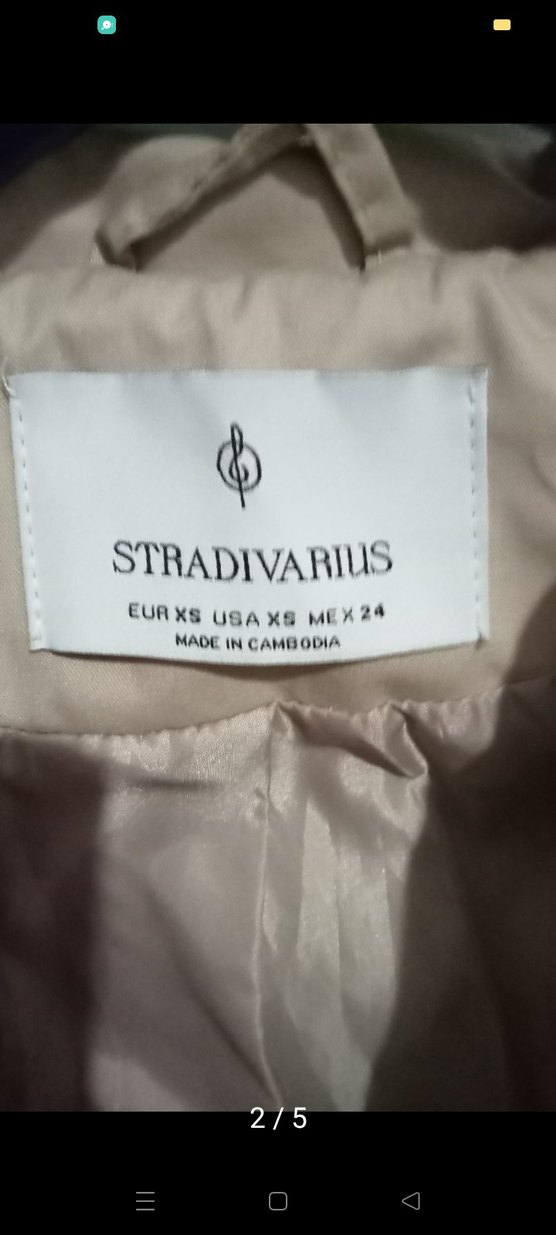 STRADIVARIUS
EUR XS USA XS MEX 24
MADE IN CAMBODIA
2 / 5